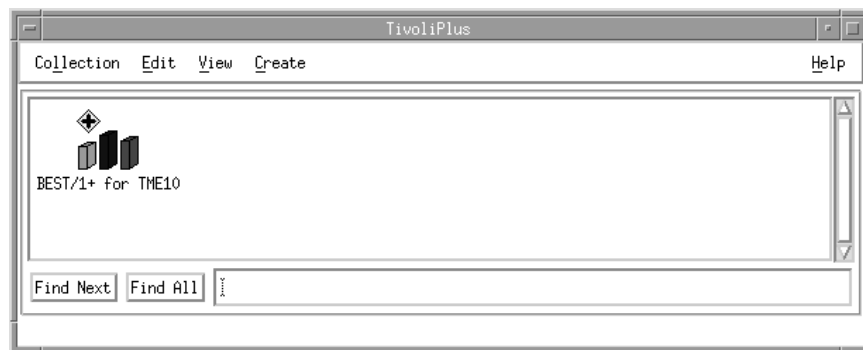 TivoliPlus
Collection Edit View Create Help
BEST/1+ for TME10
Find Next Find All